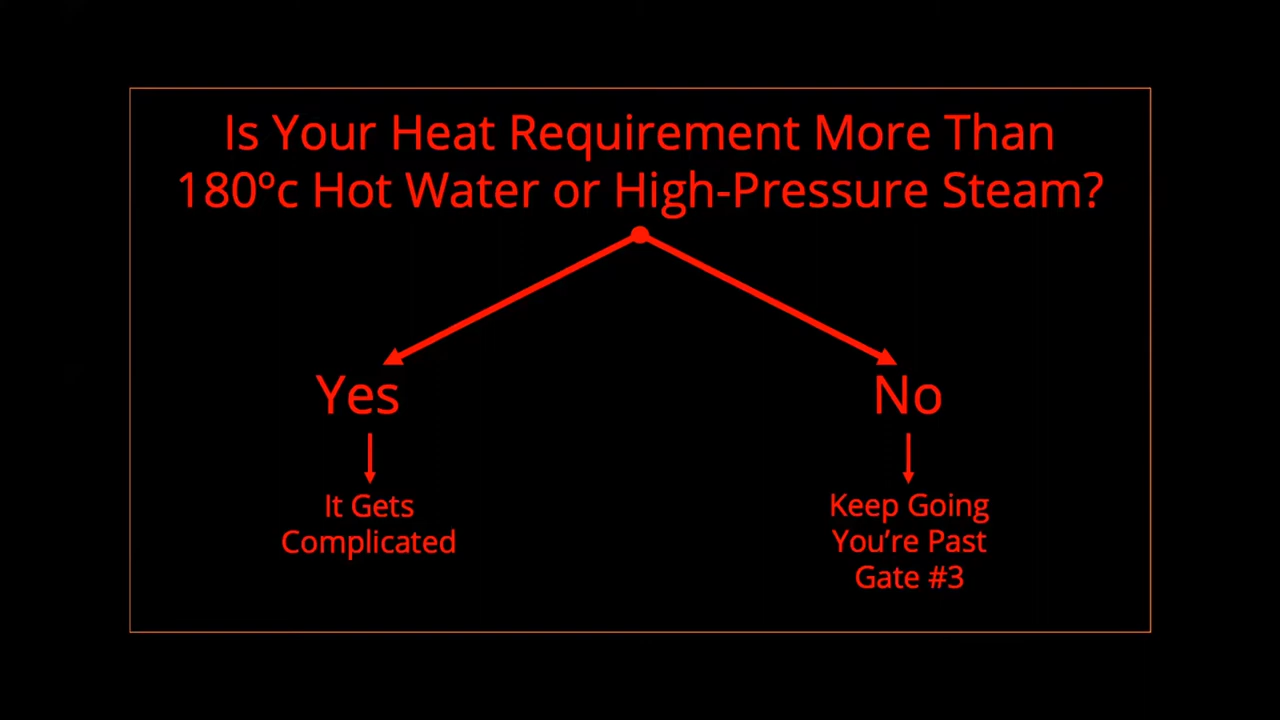 Is Your Heat Requirement More Than
180ºc Hot Water or High-Pressure Steam?
Yes
No
It Gets
Complicated
Keep Going
You’re Past
Gate #3